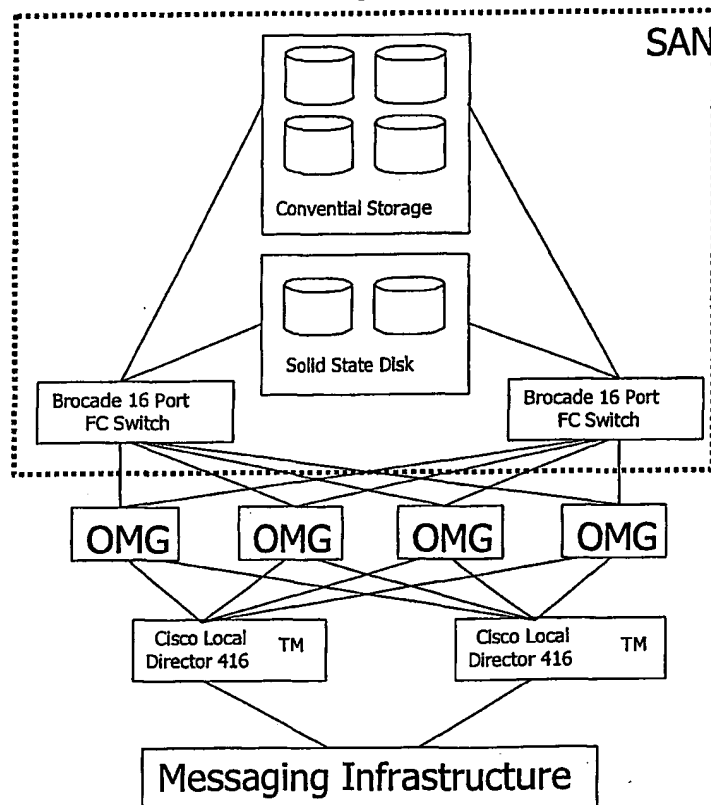 SAN
Convential Storage
Solid State Disk
Brocade 16 Port
FC Switch
Brocade 16 Port
FC Switch
OMG
OMG
OMG
OMG
Cisco Local
Director 416
TM
Cisco Local
Director 416
TM
Messaging Infrastructure